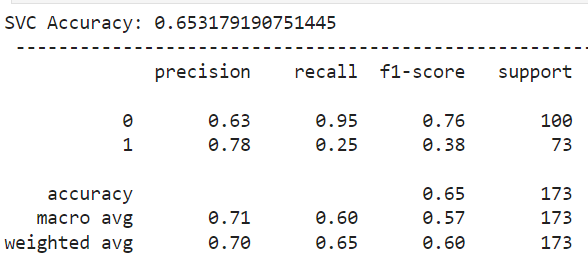 SVC Accuracy: 0.653179190751445
------------------------------------------------------
precision recall f1-score support
0 0.63 0.95 0.76 100
1 0.78 0.25 0.38 73
accuracy 0.65 173
macro avg 0.71 0.60 0.57 173
weighted avg 0.70 0.65 0.60 173